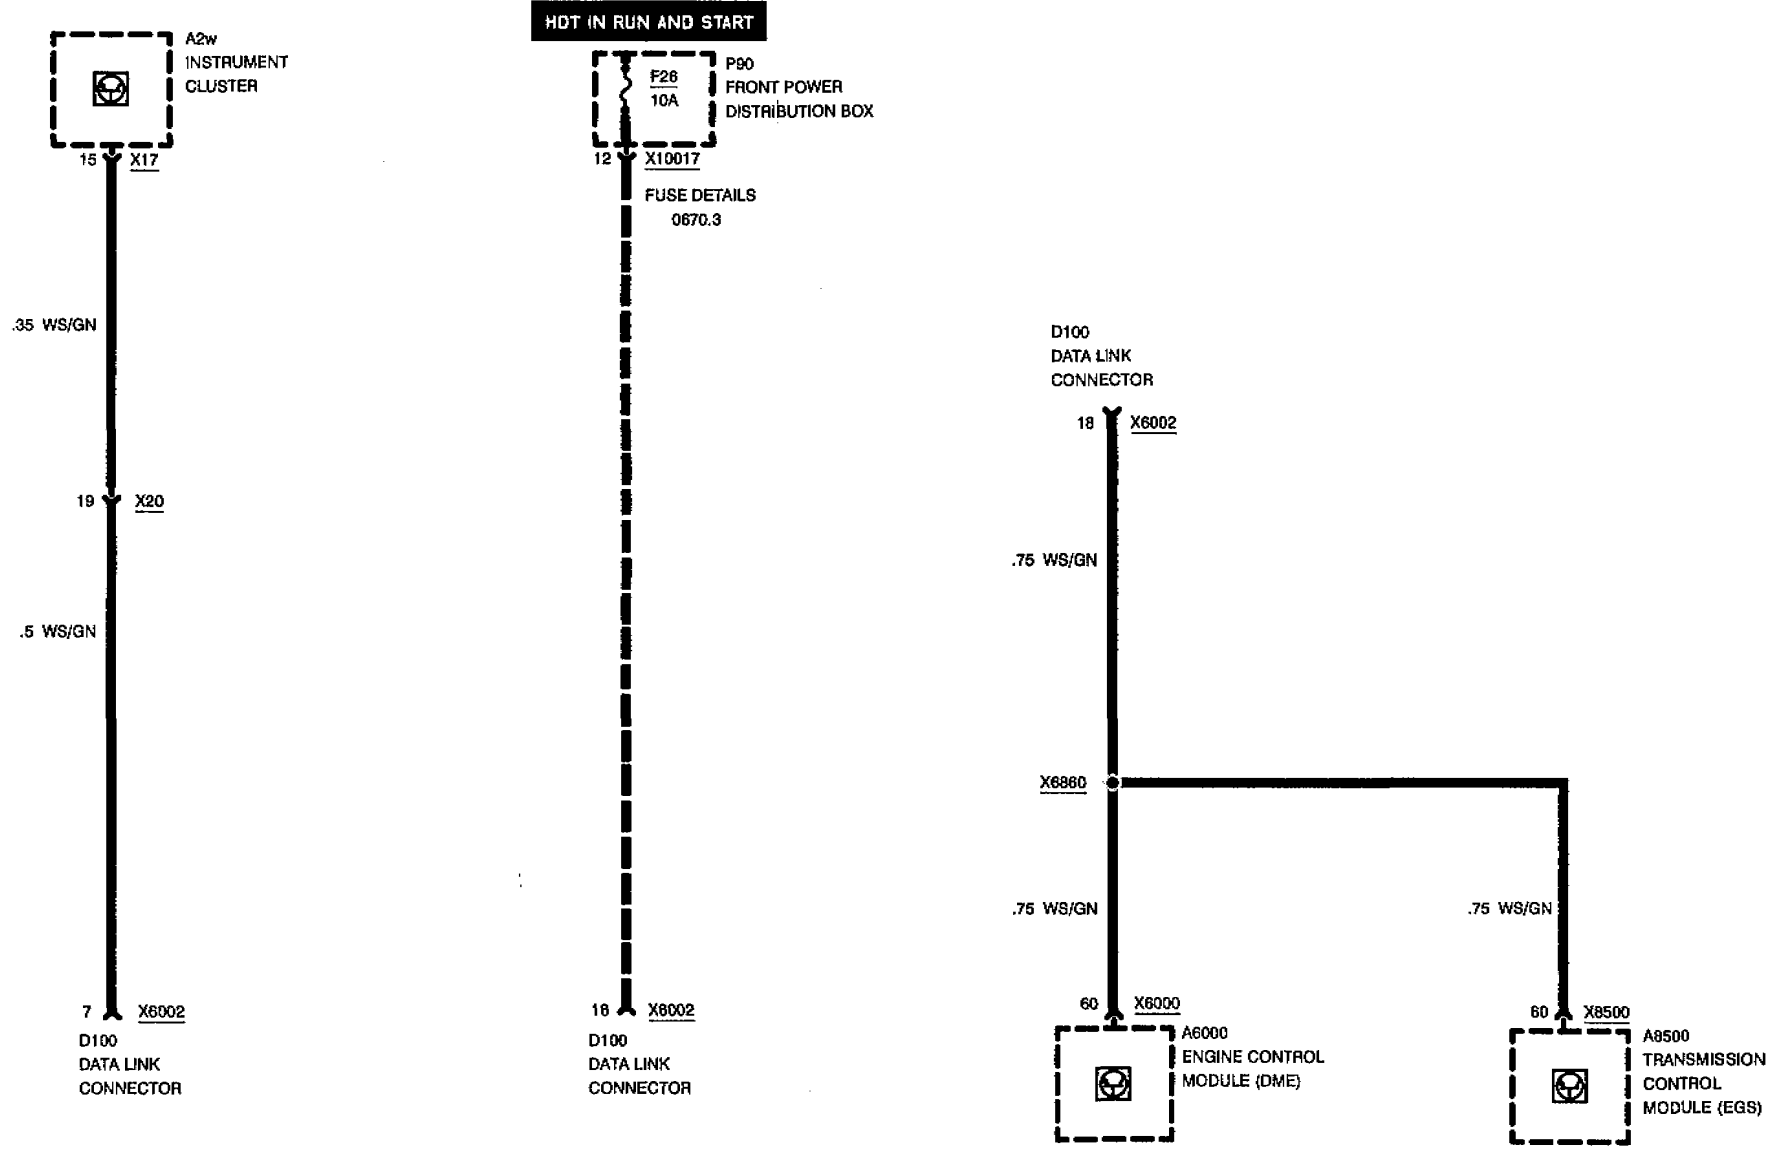 HOT IN RUN AND START
A2w
INSTRUMENT
CLUSTER
15 X17
.35 WS/GN
19 X20
.5 WS/GN
7 X6002
D100
DATA LINK
CONNECTOR
F26
10A
P90
FRONT POWER
DISTRIBUTION BOX
12 X10017
FUSE DETAILS
0670.3
16 X6002
D100
DATA LINK
CONNECTOR
D100
DATA LINK
CONNECTOR
18 X6002
.75 WS/GN
X6860
.75 WS/GN
.75 WS/GN
60 X6000
A6000
ENGINE CONTROL
MODULE (DME)
60 X8500
A8500
TRANSMISSION
CONTROL
MODULE (EGS)